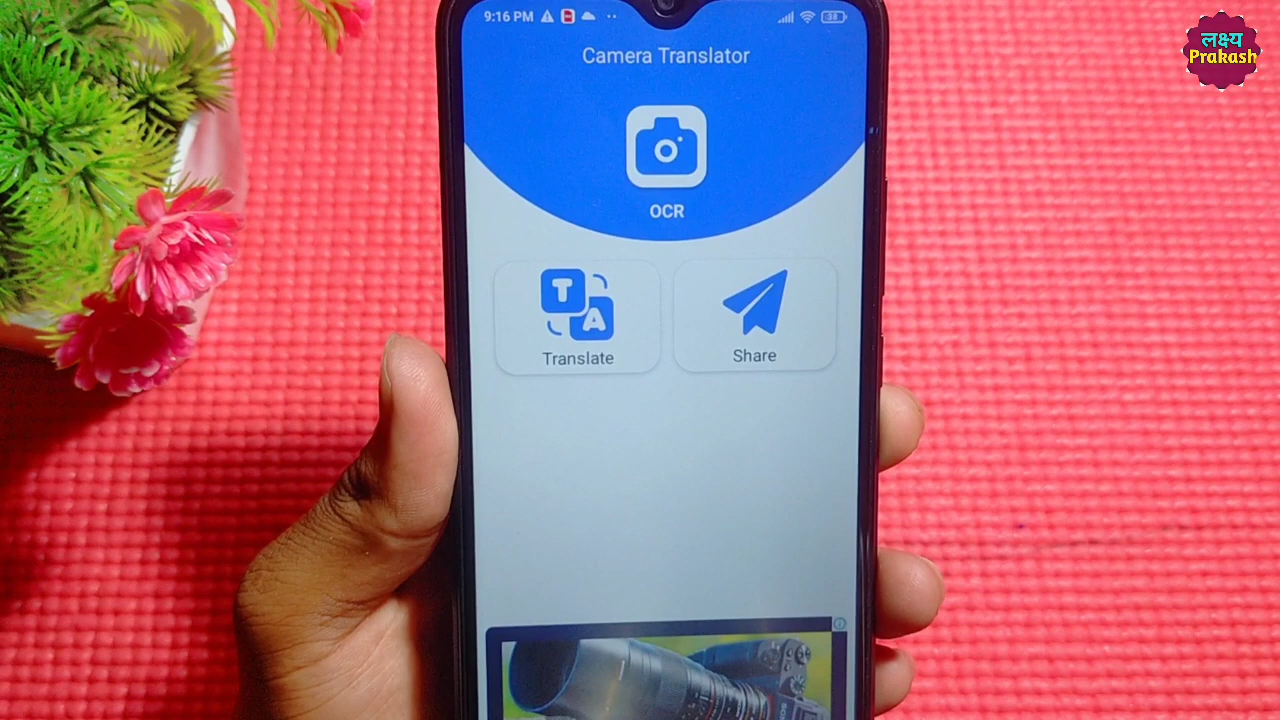 9:16 PM
38
लक्ष्य
Prakash
Camera Translator
OCR
T
A
Translate
Share